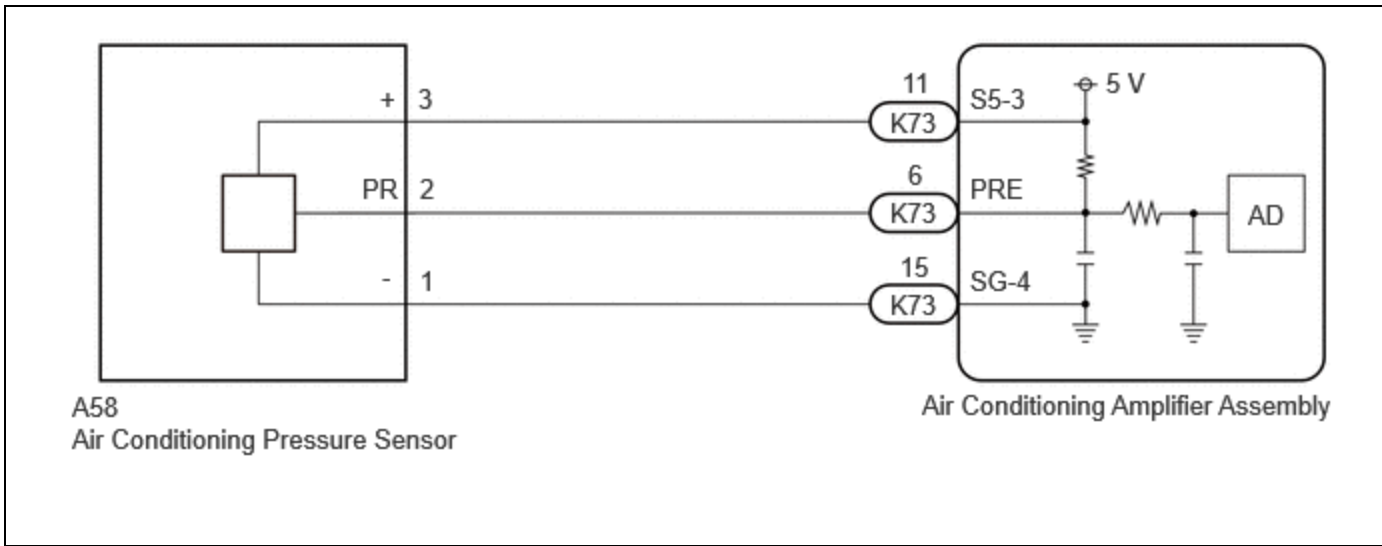 + 3
11
K73
S5-3
5 V
PR 2
6
K73
PRE
AD
- 1
15
K73
SG-4
A58
Air Conditioning Pressure Sensor
Air Conditioning Amplifier Assembly